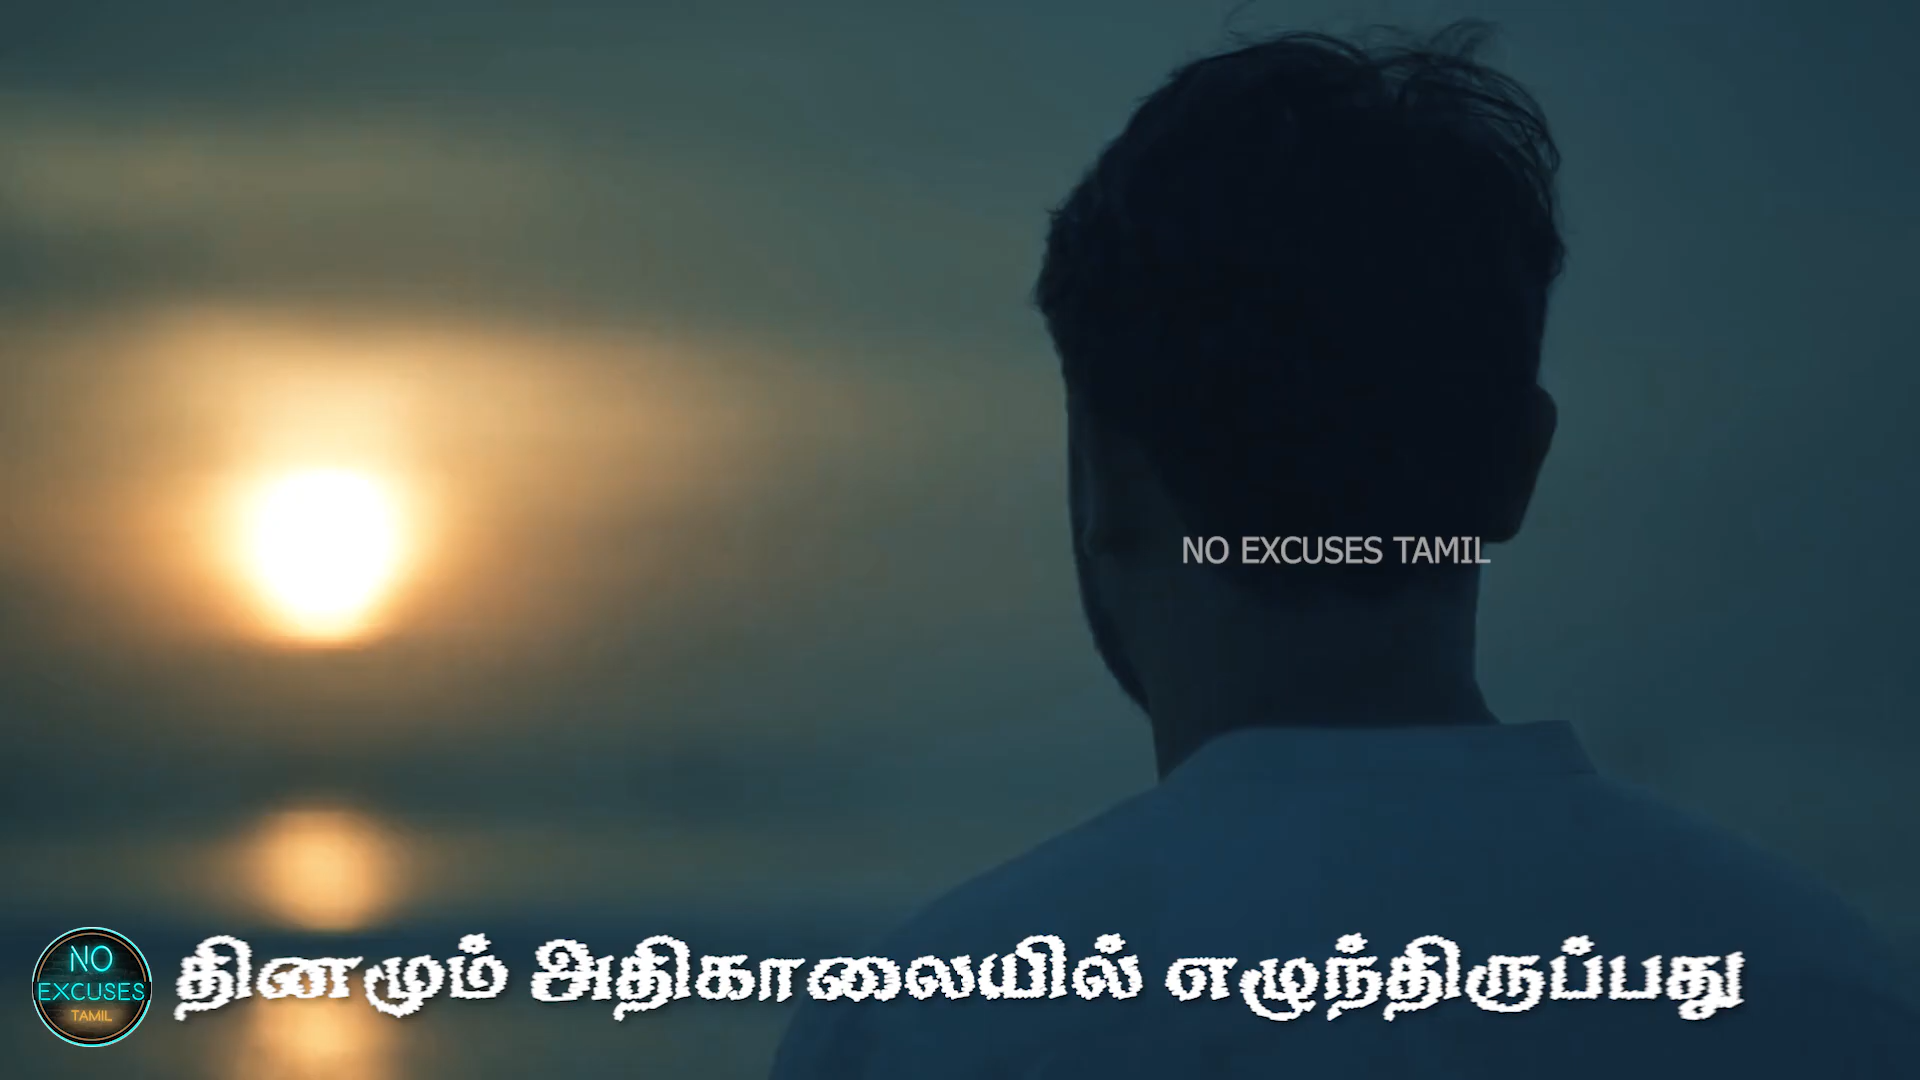 NO EXCUSES TAMIL
NO
EXCUSES
TAMIL
தினமும் அதிகாலையில் எழுந்திருப்பது